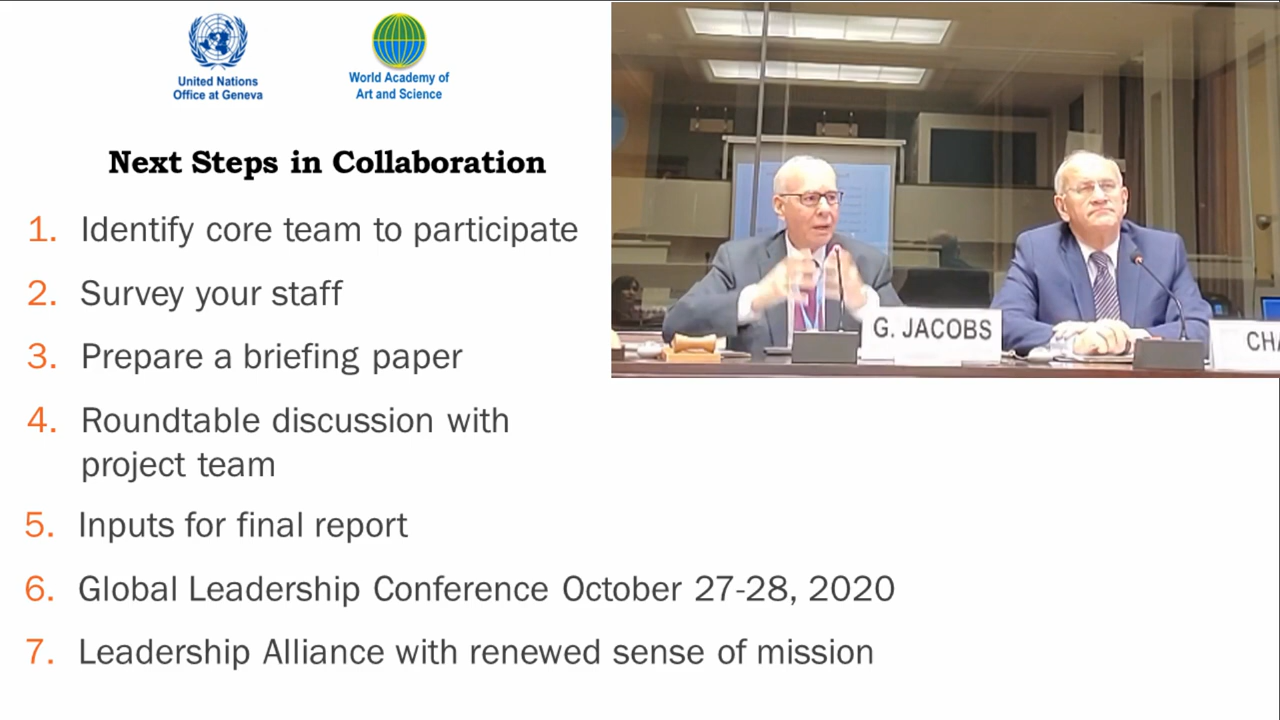 United Nations
Office at Geneva
World Academy of
Art and Science
Next Steps in Collaboration
1. Identify core team to participate
2. Survey your staff
3. Prepare a briefing paper
4. Roundtable discussion with
project team
5. Inputs for final report
6. Global Leadership Conference October 27-28, 2020
7. Leadership Alliance with renewed sense of mission
G. JACOBS
CHA